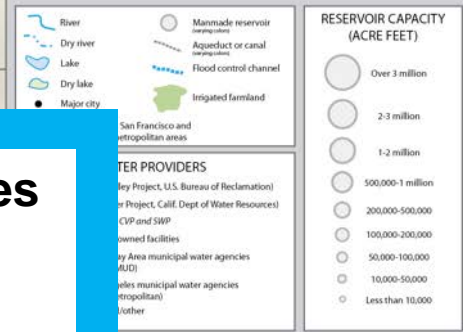 River
Dry river
Lake
Dry lake
Major city
Manmade reservoir
(varying colors)
Aqueduct or canal
(varying colors)
Flood control channel
Irrigated farmland
San Francisco and
etropolitan areas
es
TER PROVIDERS
ley Project, U.S. Bureau of Reclamation)
er Project, Calif. Dept of Water Resources)
CVP and SWP
owned facilities
ay Area municipal water agencies
MUD)
geles municipal water agencies
etropolitan)
l/other
RESERVOIR CAPACITY
(ACRE FEET)
Over 3 million
2-3 million
1-2 million
500,000-1 million
200,000-500,000
100,000-200,000
50,000-100,000
10,000-50,000
Less than 10,000